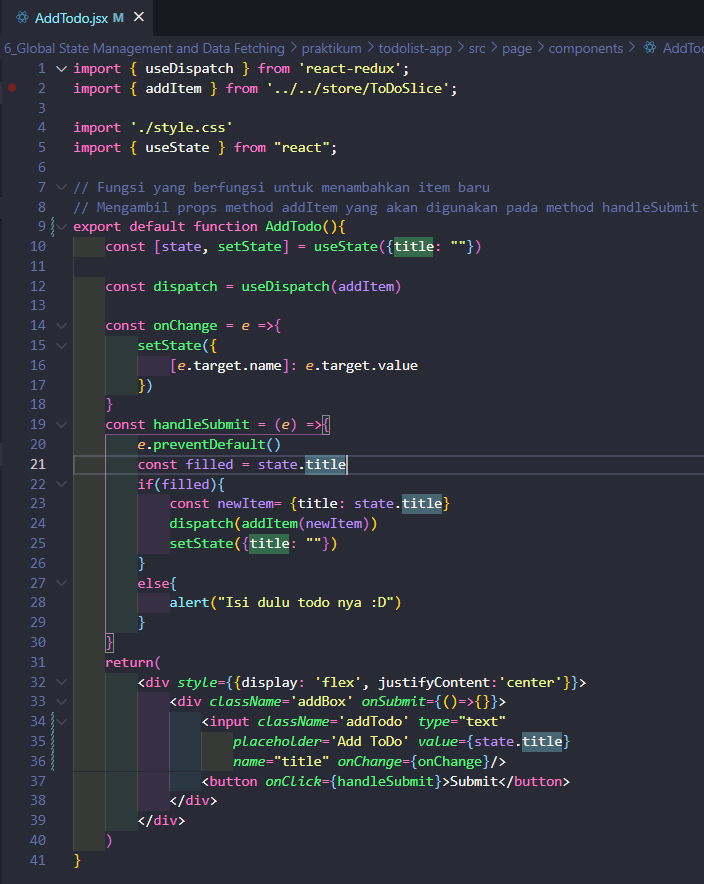 AddTodo.jsx M
6_Global State Management and Data Fetching > praktikum > todolist-app > src > page > components > AddTo
1 import { useDispatch } from 'react-redux';
2 import { addItem } from '../../store/ToDoSlice';
3
4 import './style.css'
5 import { useState } from "react";
6
7 // Fungsi yang berfungsi untuk menambahkan item baru
8 // Mengambil props method addItem yang akan digunakan pada method handleSubmit
9 export default function AddTodo(){
10 const [state, setState] = useState({title: ""})
11
12 const dispatch = useDispatch(addItem)
13
14 const onChange = e =>{
15 setState({
16 [e.target.name]: e.target.value
17 })
18 }
19 const handleSubmit = (e) =>{
20 e.preventDefault()
21 const filled = state.title
22 if(filled){
23 const newItem= {title: state.title}
24 dispatch(addItem(newItem))
25 setState({title: ""})
26 }
27 else{
28 alert("Isi dulu todo nya :D")
29 }
30 }
31 return(
32 <div style={{display: 'flex', justifyContent:'center'}}>
33 <div className='addBox' onSubmit={()=>{}}>
34 <input className='addTodo' type="text"
35 placeholder='Add ToDo' value={state.title}
36 name="title" onChange={onChange}/>
37 <button onClick={handleSubmit}>Submit</button>
38 </div>
39 </div>
40 )
41 }